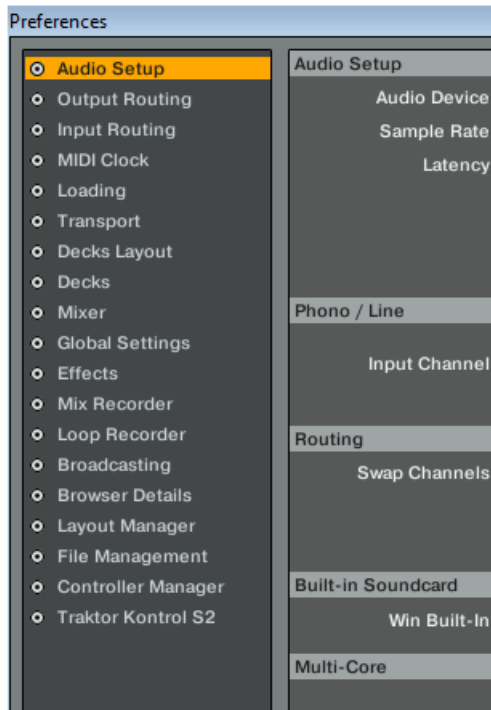 Preferences
Audio Setup
Output Routing
Input Routing
MIDI Clock
Loading
Transport
Decks Layout
Decks
Mixer
Global Settings
Effects
Mix Recorder
Loop Recorder
Broadcasting
Browser Details
Layout Manager
File Management
Controller Manager
Traktor Kontrol S2
Audio Setup
Audio Device
Sample Rate
Latency
Phono / Line
Input Channel
Routing
Swap Channels
Built-in Soundcard
Win Built-In
Multi-Core